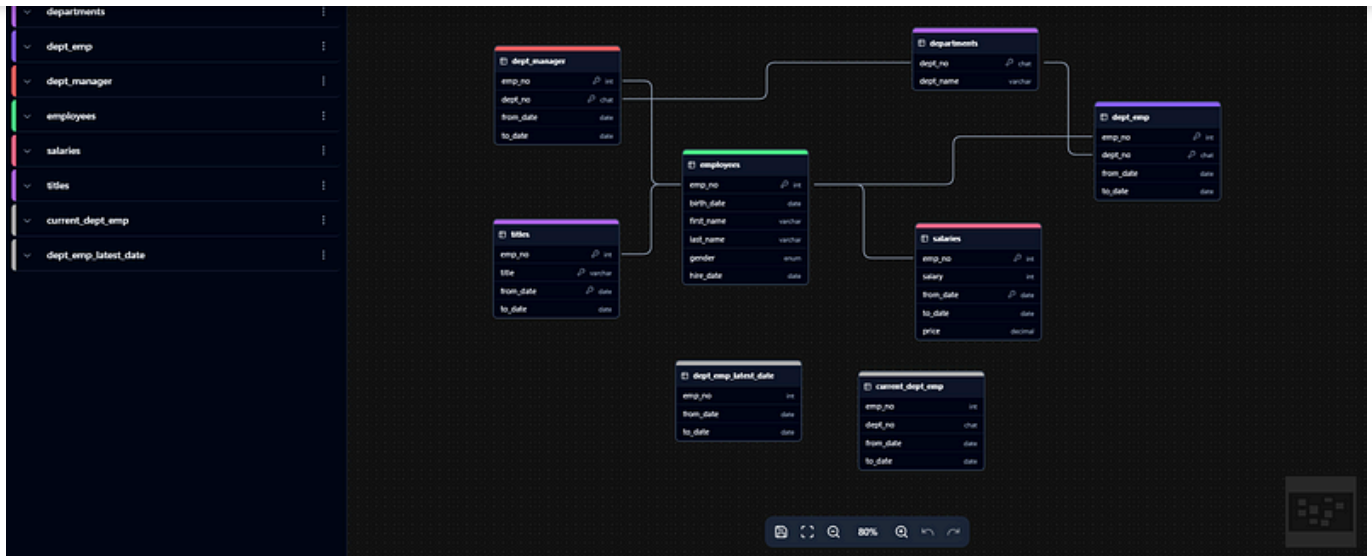 departments
dept_emp
dept_manager
employees
salaries
titles
current_dept_emp
dept_emp_latest_date
dept_manager
emp_no int
dept_no chat
from_date date
to_date date
departments
dept_no chat
dept_name varchar
dept_emp
emp_no int
dept_no chat
from_date date
to_date date
employees
emp_no int
birth_date date
first_name varchar
last_name varchar
gender enum
hire_date date
titles
emp_no int
title varchar
from_date date
to_date date
salaries
emp_no int
salary int
from_date date
to_date date
price decimal
dept_emp_latest_date
emp_no int
from_date date
to_date date
current_dept_emp
emp_no int
dept_no chat
from_date date
to_date date
80%